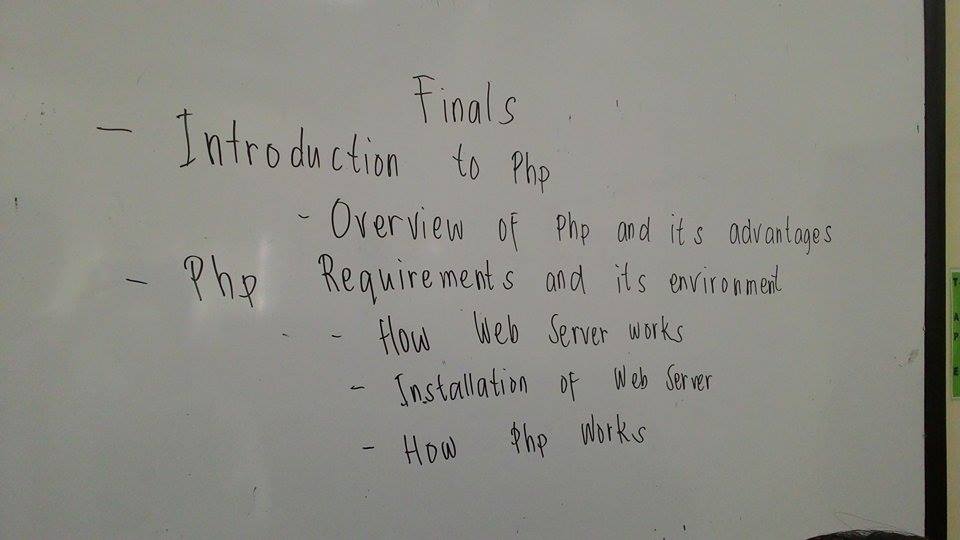 Finals
- Introduction to Php
- Overview of Php and its advantages
- Php Requirements and its environment
- How Web Server works
- Installation of Web Server
- How Php Works
TAPE